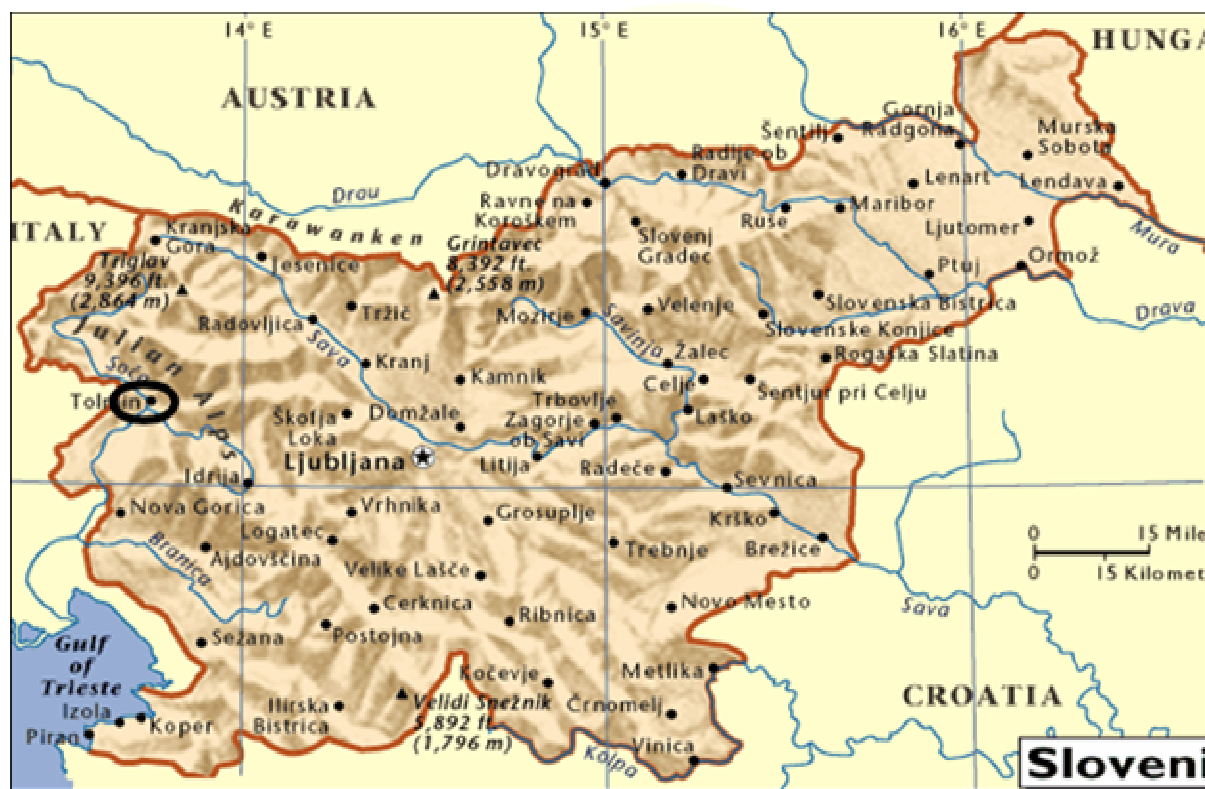 14° E
15° E
16° E
HUNGA
AUSTRIA
Gornja
Radgona
Šentilj
Murska
Sobota
Radlje ob
Dravi
Dravograd
Lenart
Lendava
Drau
Ravne na
Koroškem
Ruše
Maribor
Ljutomer
Mura
ITALY
Kranjska
Gora
Karawanken
Slovenj
Gradec
Grintavec
8,392 ft.
(2,558 m)
Triglav
9,396 ft.
(2,864 m)
Jesenice
Ptuj
Ormož
Tržič
Mozirje
Velenje
Slovenska Bistrica
Drava
Radovljica
Savinja
Slovenske Konjice
Julian Alps
Sava
Kranj
Žalec
Rogaška Slatina
Soča
Kamnik
Celje
Šentjur pri Celju
Tolmin
Škofja
Loka
Domžale
Trbovlje
Zagorje
ob Savi
Laško
Ljubljana
Litija
Radeče
Idrija
Sevnica
Nova Gorica
Vrhnika
Grosuplje
Krško
Logatec
Brežice
0
15 Mile
0
15 Kilomet
Branica
Ajdovščina
Trebnje
Velike Lašče
Cerknica
Ribnica
Novo Mesto
Sava
Sežana
Postojna
Gulf
of
Trieste
Kočevje
Metlika
CROATIA
Izola
Koper
Ilirska
Bistrica
Velidi Snežnik
5,892 ft.
(1,796 m)
Črnomelj
Piran
Kolpa
Vinica
Sloveni